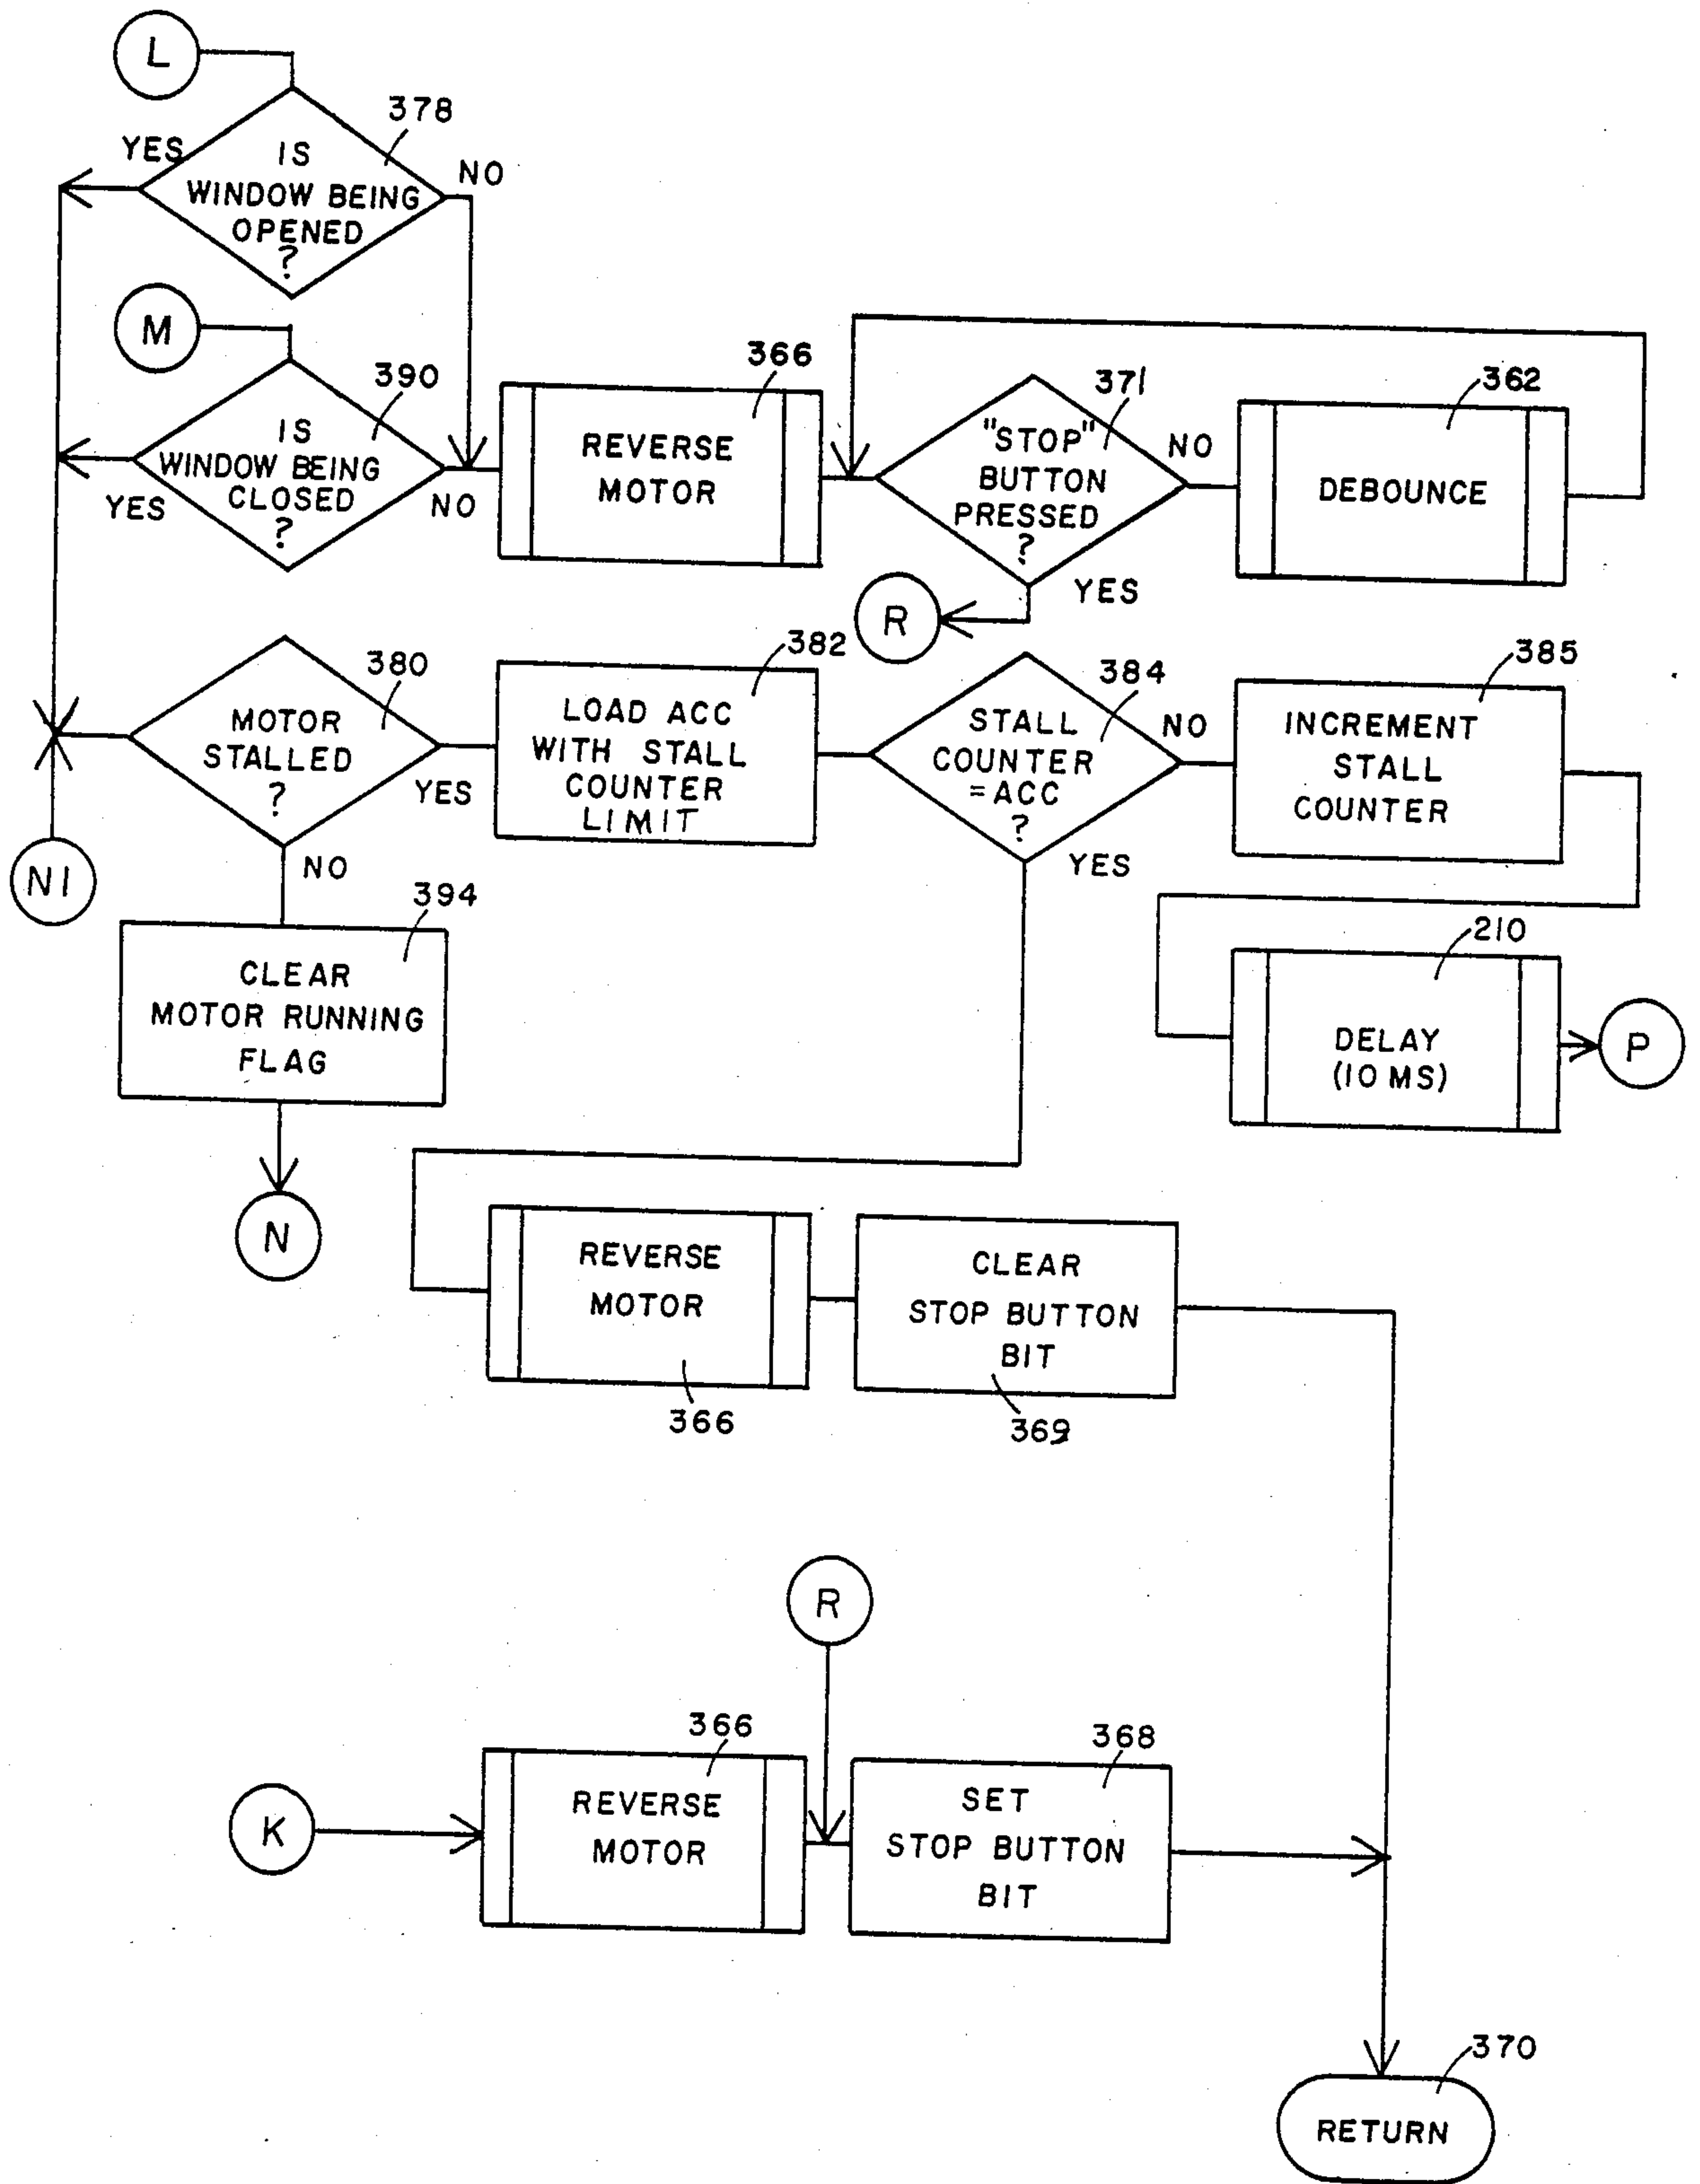 L
378
YES
IS
WINDOW BEING
OPENED
?
NO
M
390
IS
WINDOW BEING
CLOSED
?
YES
NO
366
REVERSE
MOTOR
371
"STOP"
BUTTON
PRESSED
?
NO
YES
R
362
DEBOUNCE
380
MOTOR
STALLED
?
YES
NO
N1
382
LOAD ACC
WITH STALL
COUNTER
LIMIT
384
STALL
COUNTER
=ACC
?
NO
YES
385
INCREMENT
STALL
COUNTER
394
CLEAR
MOTOR RUNNING
FLAG
N
210
DELAY
(10 MS)
P
REVERSE
MOTOR
366
CLEAR
STOP BUTTON
BIT
369
R
K
366
REVERSE
MOTOR
368
SET
STOP BUTTON
BIT
370
RETURN